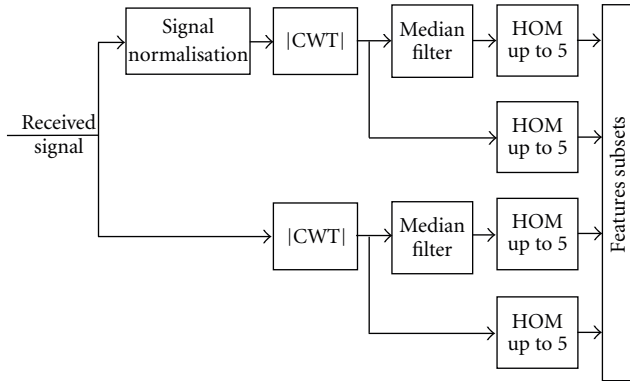 Signal
normalisation
|CWT|
Median
filter
HOM
up to 5
Received
signal
HOM
up to 5
|CWT|
Median
filter
HOM
up to 5
HOM
up to 5
Features subsets